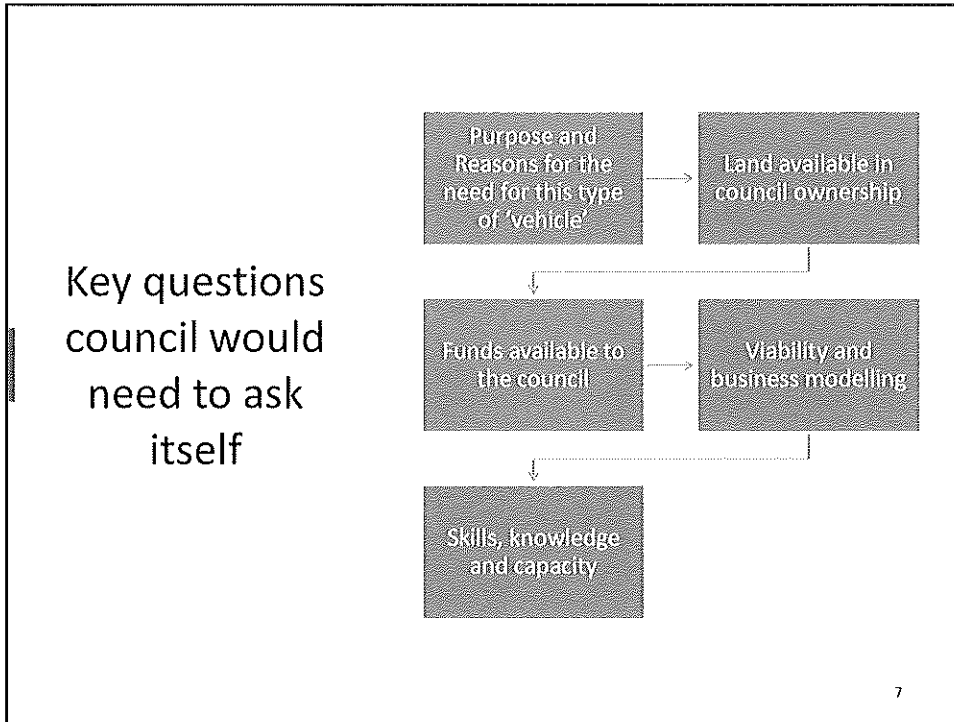 Key questions
council would
need to ask
itself
Purpose and
Reasons for the
need for this type
of ‘vehicle’
Land available in
council ownership
Funds available to
the council
Viability and
business modelling
Skills, knowledge
and capacity
7